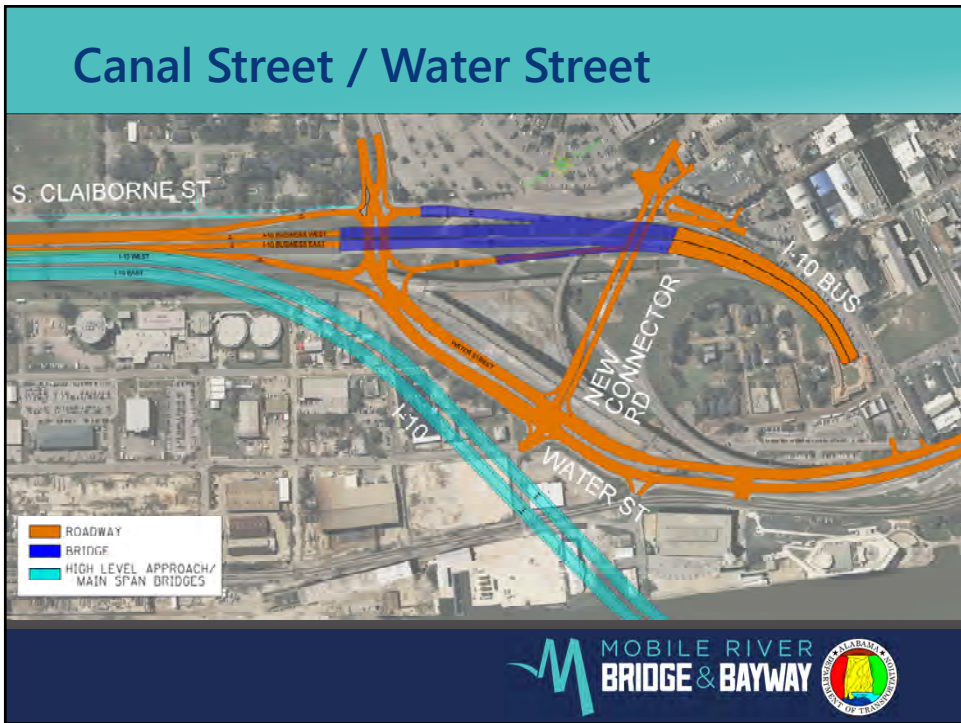 Canal Street / Water Street
S. CLAIBORNE ST
I-10 BUSINESS WEST
I-10 BUSINESS EAST
I-10 WEST
I-10 EAST
I-10 BUS
WATER STREET
NEW
CONNECTOR
RD
I-10
WATER ST
ROADWAY
BRIDGE
HIGH LEVEL APPROACH/
MAIN SPAN BRIDGES
MOBILE RIVER
BRIDGE & BAYWAY
ALABAMA
DEPARTMENT OF TRANSPORTATION